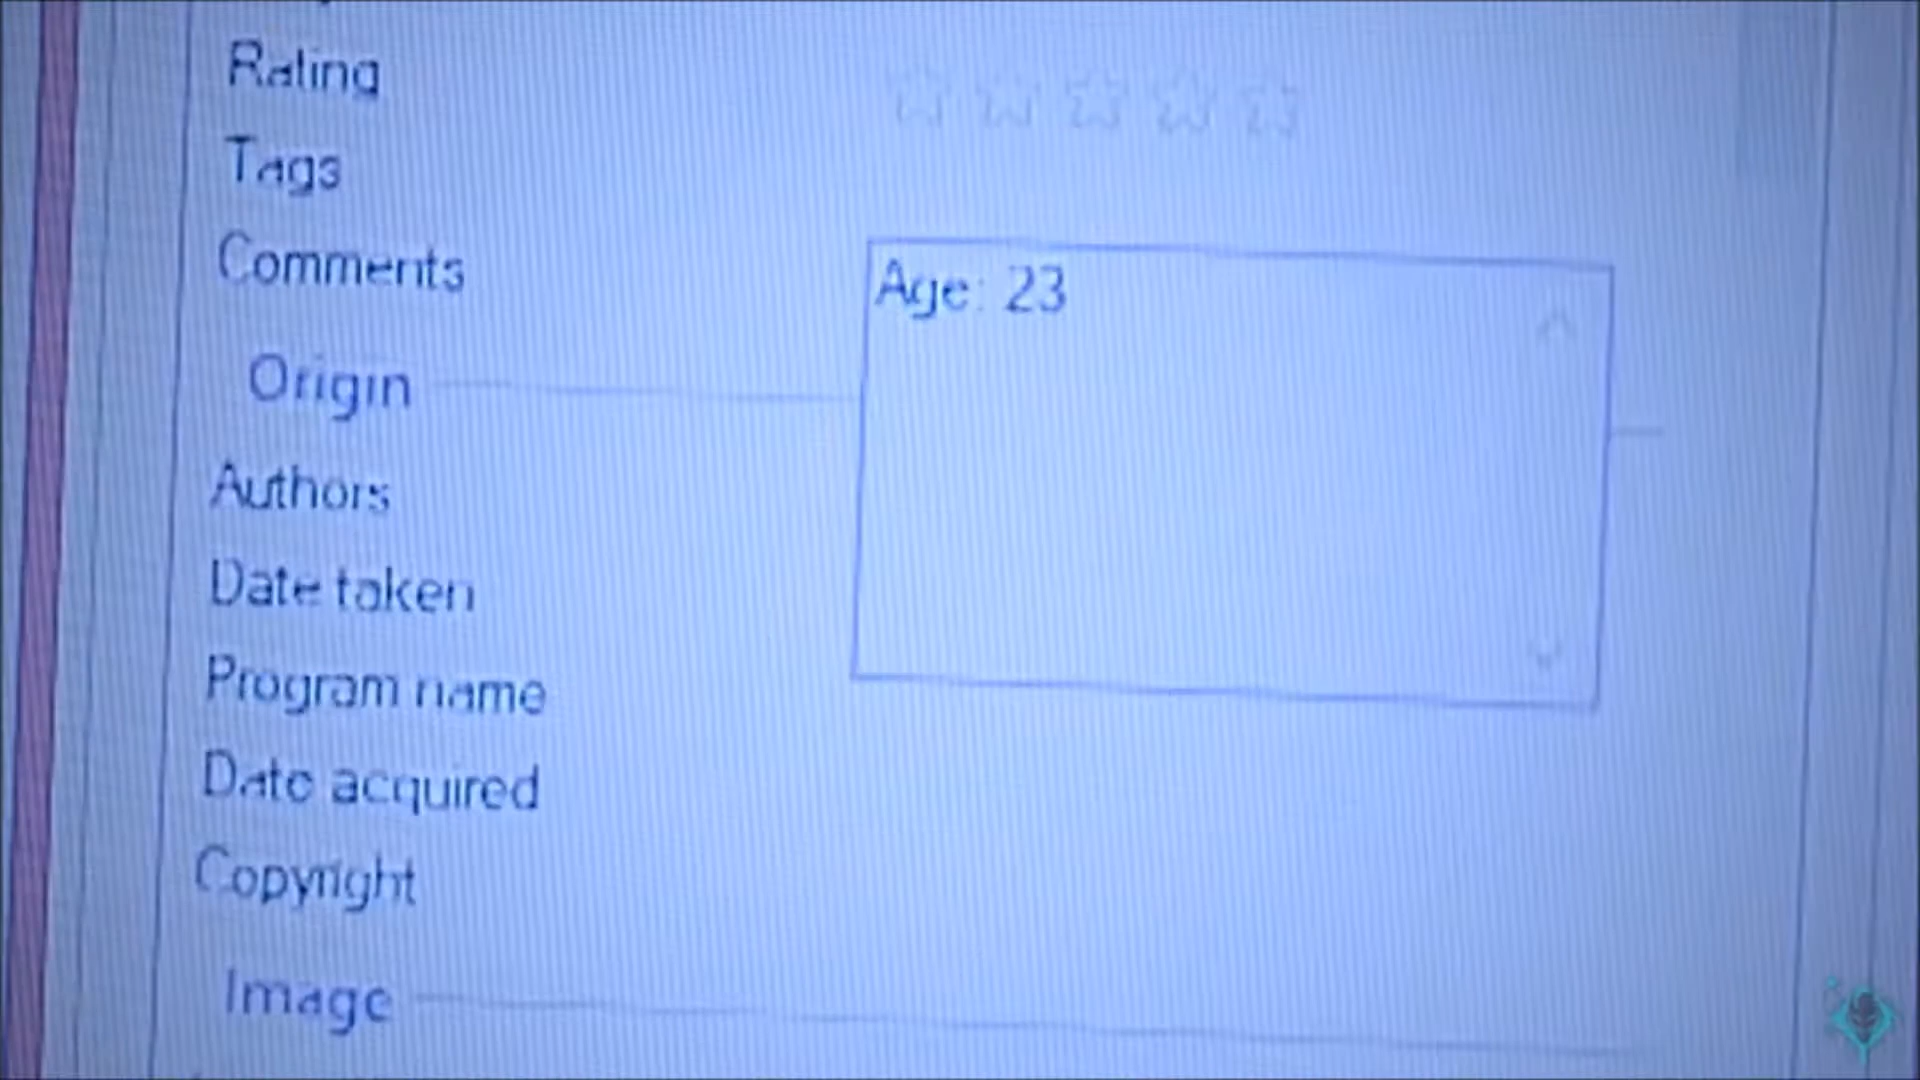 Rating
Tags
Comments
Age: 23
Origin
Authors
Date taken
Program name
Date acquired
Copyright
Image